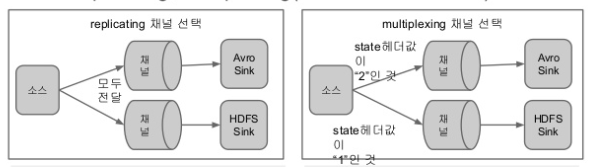 replicating 채널 선택
소스
모두
전달
채
널
Avro
Sink
채
널
HDFS
Sink
multiplexing 채널 선택
소스
state헤더값
이
“2”인 것
채
널
Avro
Sink
state헤더값
이
“1”인 것
채
널
HDFS
Sink